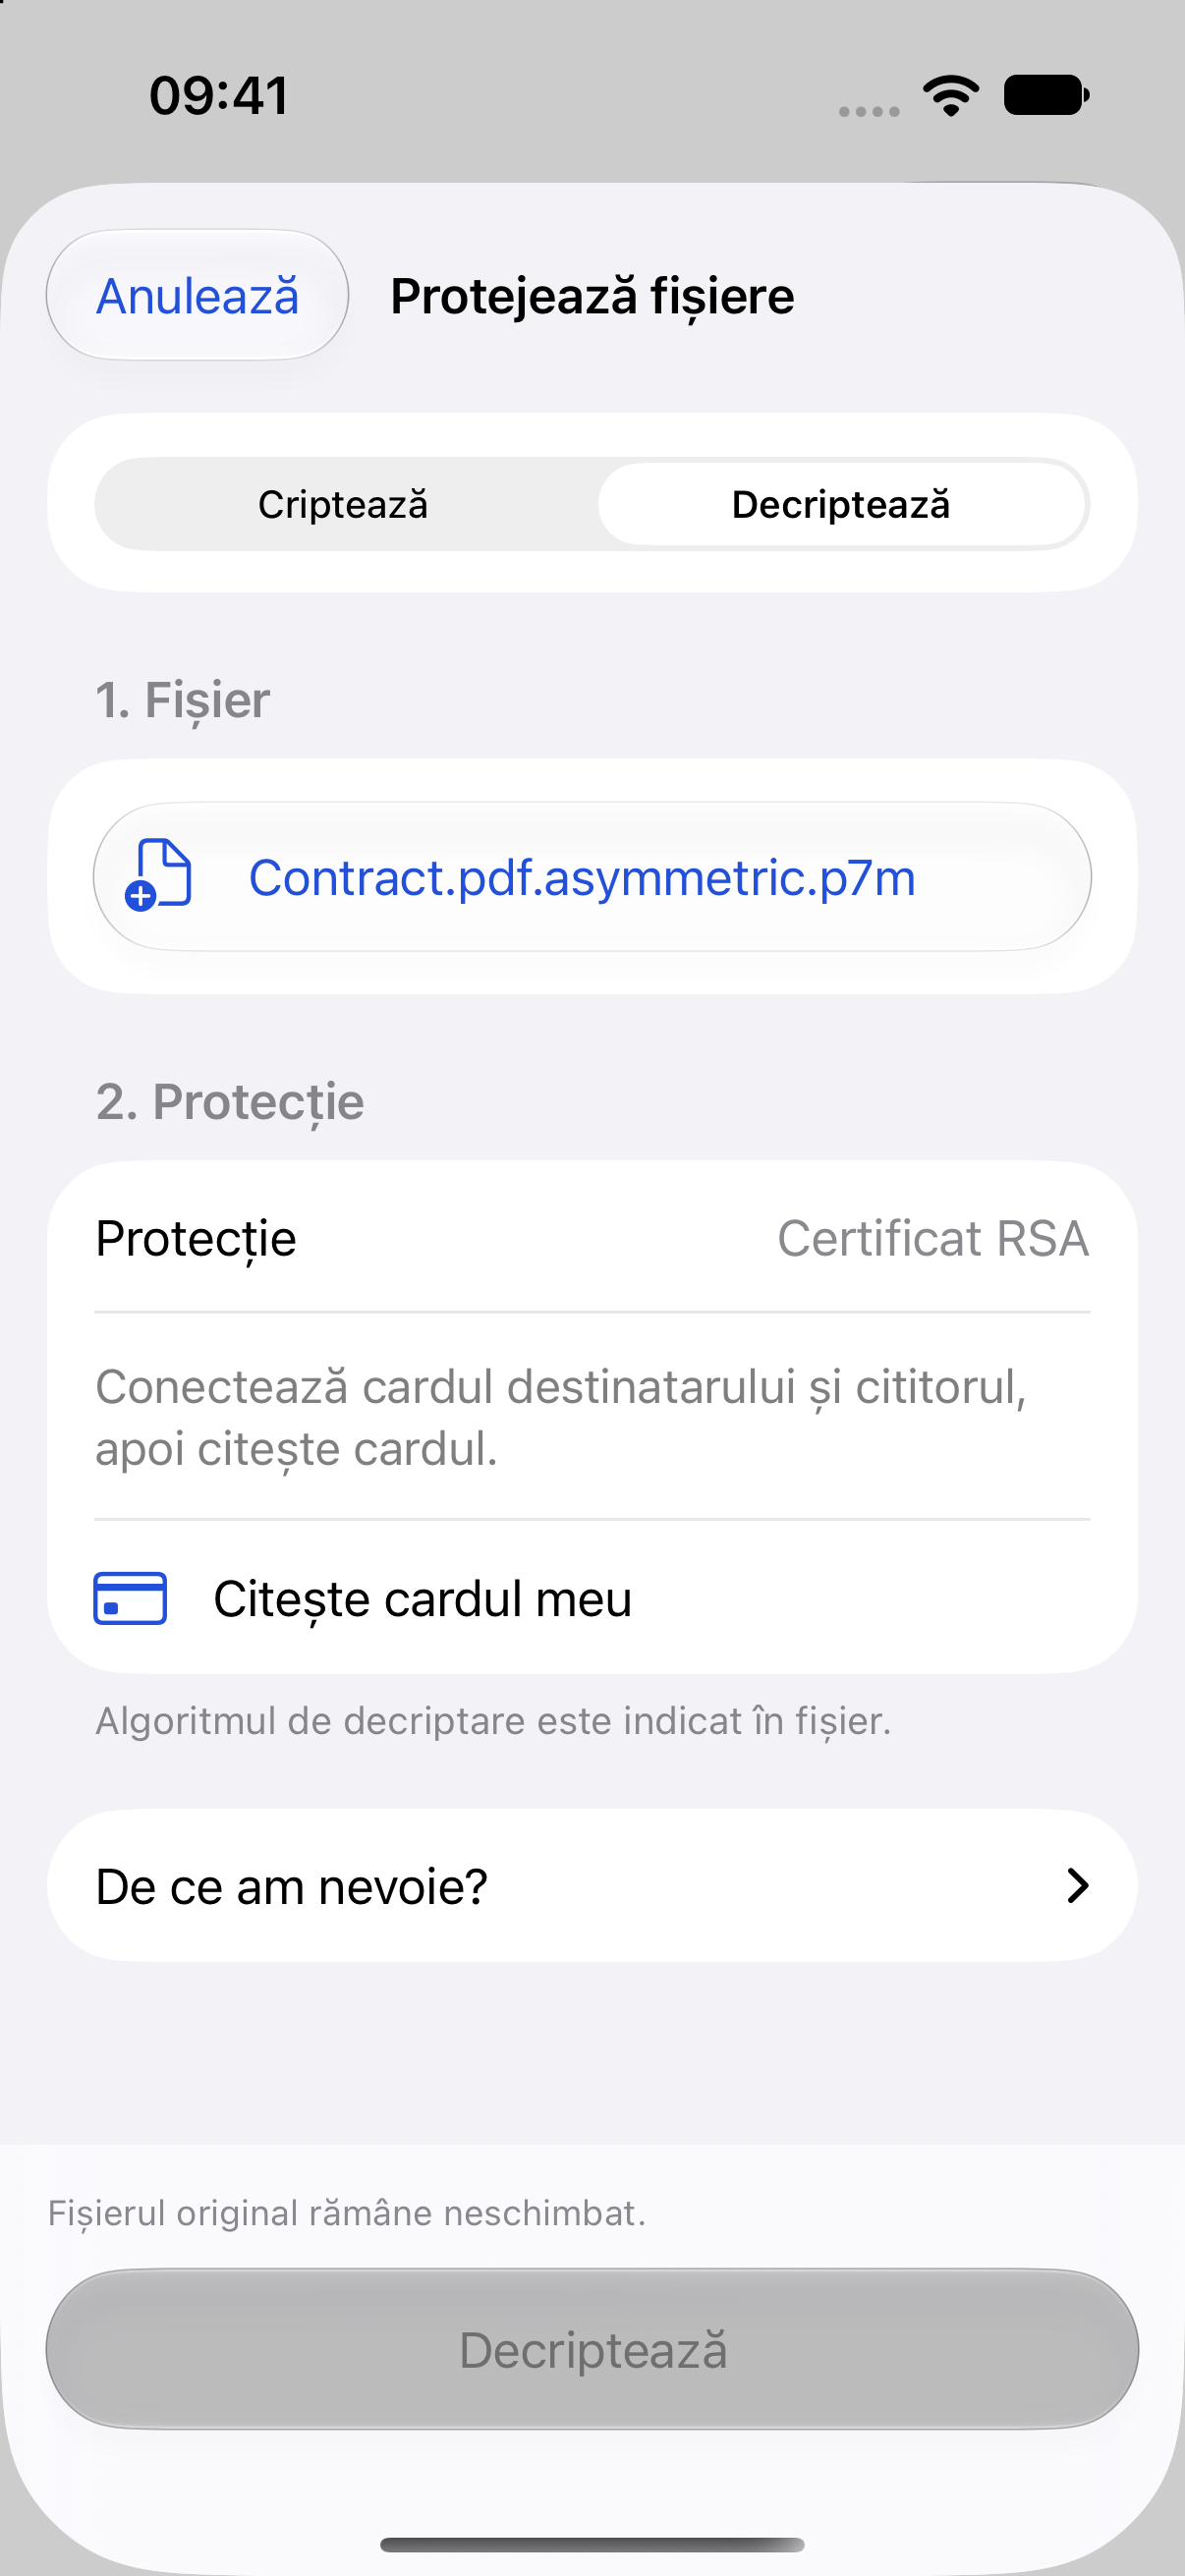 09:41
Anulează
Protejează fișiere
Criptează
Decriptează
1. Fișier
Contract.pdf.asymmetric.p7m
2. Protecție
Protecție
Certificat RSA
Conectează cardul destinatarului și cititorul,
apoi citește cardul.
Citește cardul meu
Algoritmul de decriptare este indicat în fișier.
De ce am nevoie?
Fișierul original rămâne neschimbat.
Decriptează